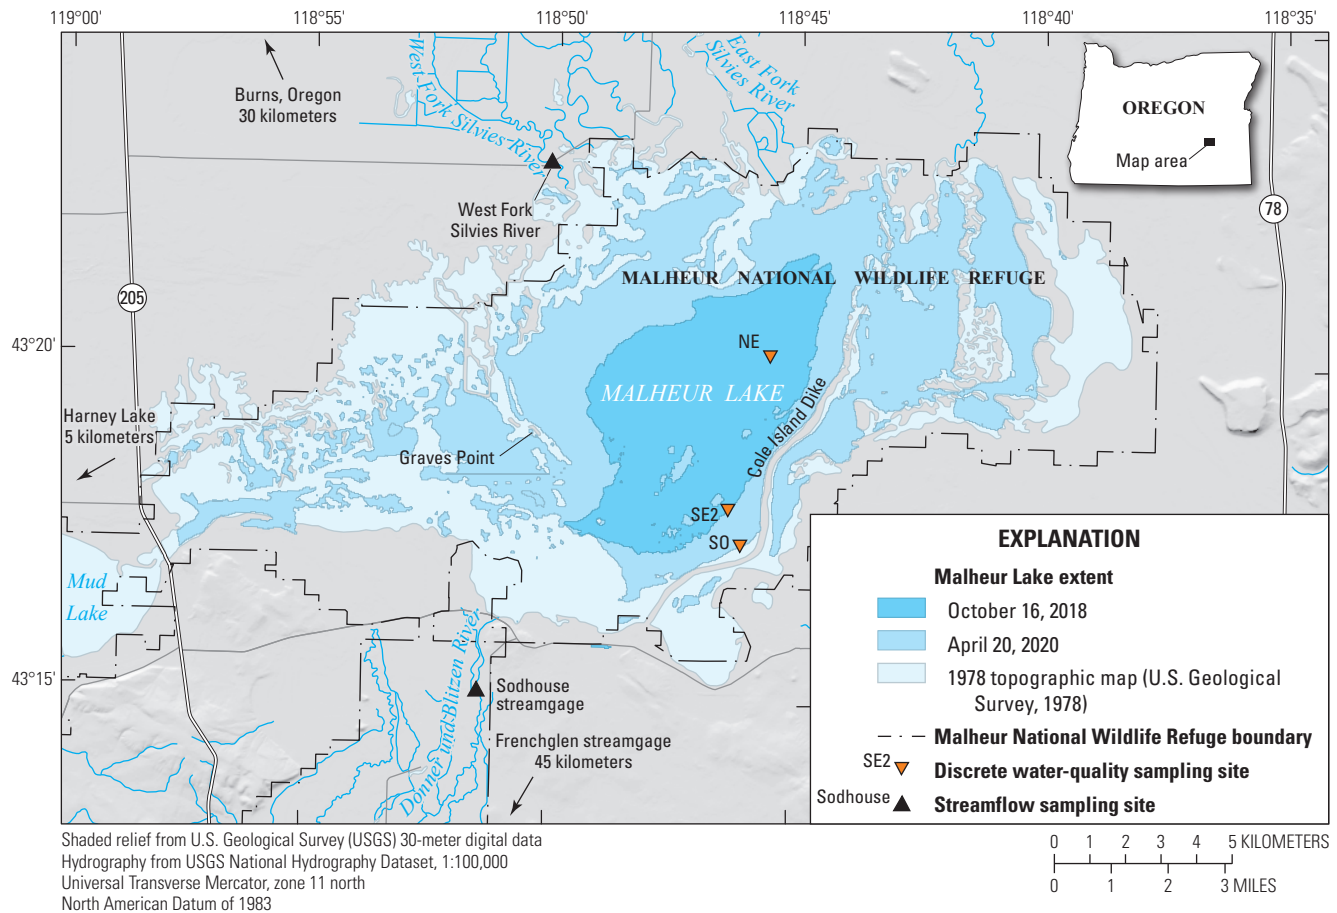 119°00'
118°55'
118°50'
118°45'
118°40'
118°35'
Burns, Oregon
30 kilometers
West Fork Silvies River
East Fork
Silvies River
OREGON
Map area
78
West Fork
Silvies River
205
MALHEUR NATIONAL WILDLIFE REFUGE
43°20'
NE
MALHEUR LAKE
Cole Island Dike
Harney Lake
5 kilometers
Graves Point
SE2
SO
Mud
Lake
43°15'
Donner und Blitzen River
Sodhouse
streamgage
Frenchglen streamgage
45 kilometers
EXPLANATION
Malheur Lake extent
October 16, 2018
April 20, 2020
1978 topographic map (U.S. Geological
Survey, 1978)
Malheur National Wildlife Refuge boundary
SE2
Discrete water-quality sampling site
Sodhouse
Streamflow sampling site
Shaded relief from U.S. Geological Survey (USGS) 30-meter digital data
Hydrography from USGS National Hydrography Dataset, 1:100,000
Universal Transverse Mercator, zone 11 north
North American Datum of 1983
0 1 2 3 4 5 KILOMETERS
0 1 2 3 MILES